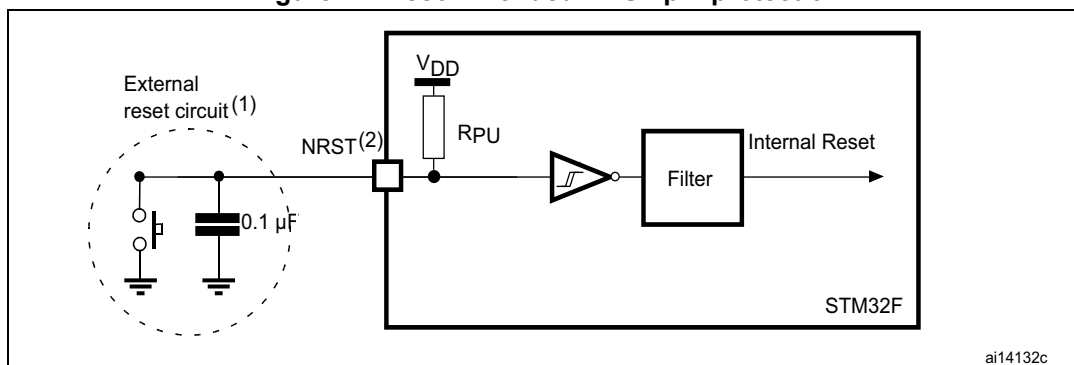 External
reset circuit(1)
VDD
RPU
NRST(2)
Internal Reset
Filter
0.1 µF
STM32F
ai14132c